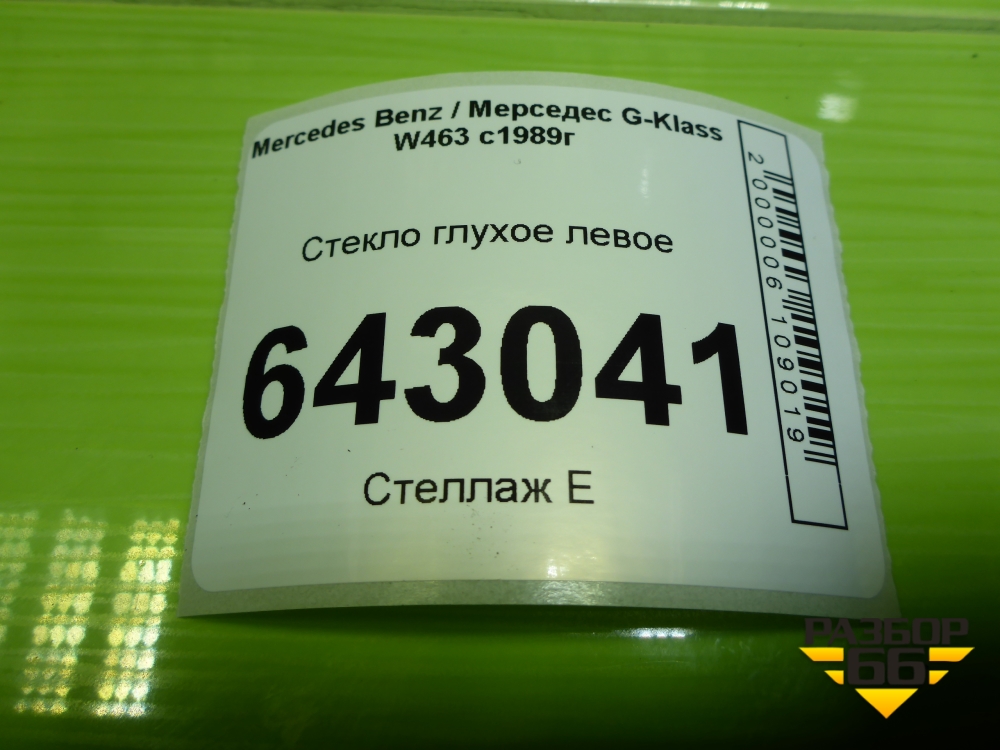 Mercedes Benz / Мерседес G-Klass
W463 с1989г
Стекло глухое левое
643041
Стеллаж Е
2000006109019
РАЗБОР
66